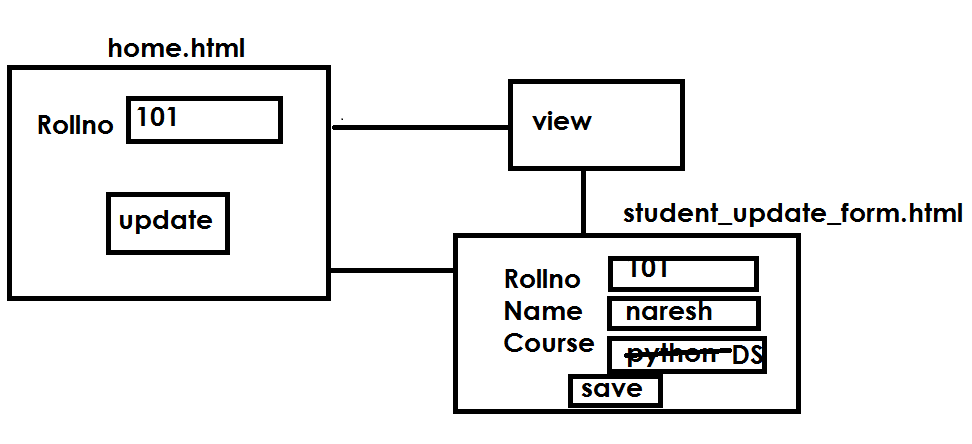 home.html
Rollno 101
update
view
student_update_form.html
Rollno 101
Name naresh
Course python DS
save